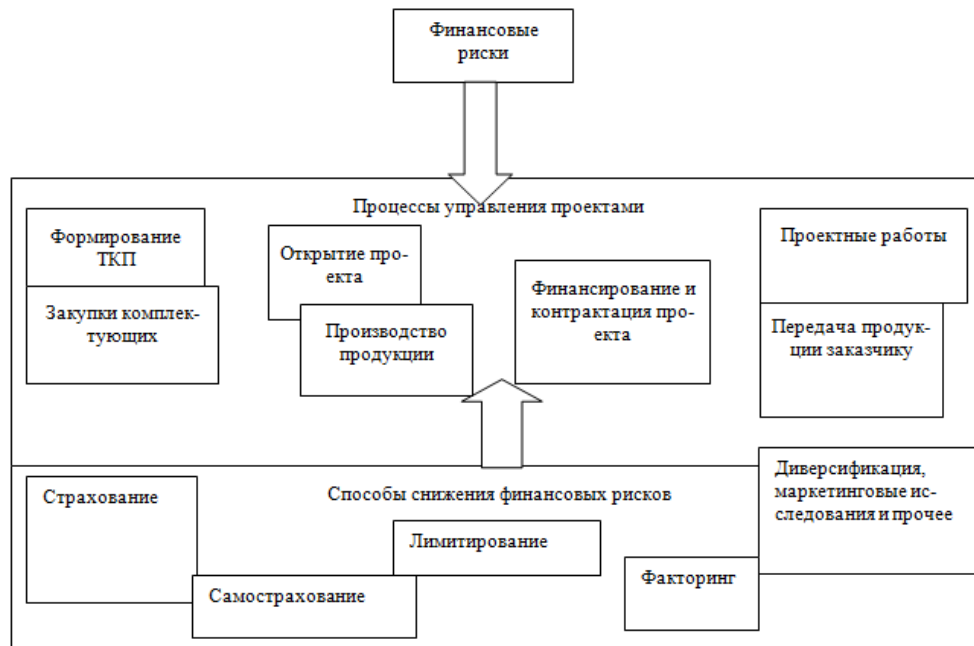 Финансовые
риски
Процессы управления проектами
Формирование
ТКП
Закупки комплек-
тующих
Открытие про-
екта
Производство
продукции
Финансирование и
контрактация про-
екта
Проектные работы
Передача продук-
ции заказчику
Способы снижения финансовых рисков
Страхование
Самострахование
Лимитирование
Факторинг
Диверсификация,
маркетинговые ис-
следования и прочее